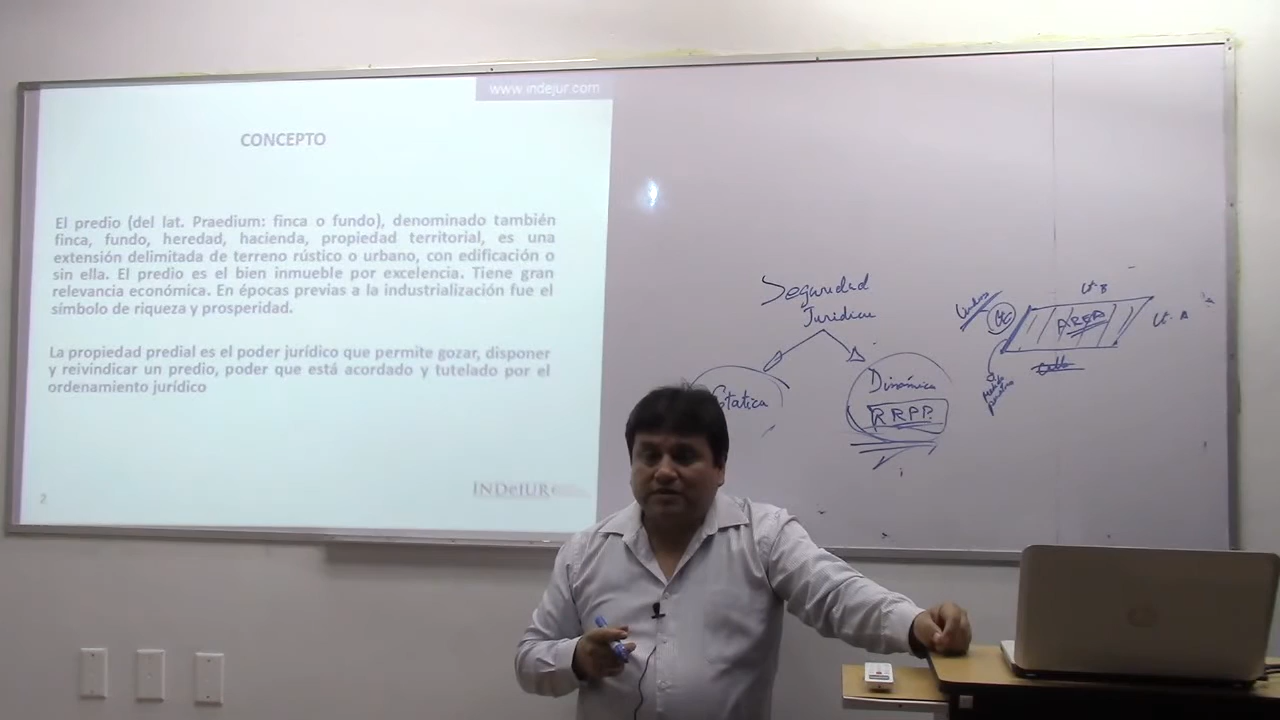 www.indejur.com
CONCEPTO
El predio (del lat. Praedium: finca o fundo), denominado también
finca, fundo, heredad, hacienda, propiedad territorial, es una
extensión delimitada de terreno rústico o urbano, con edificación o
sin ella. El predio es el bien inmueble por excelencia. Tiene gran
relevancia económica. En épocas previas a la industrialización fue el
símbolo de riqueza y prosperidad.
La propiedad predial es el poder jurídico que permite gozar, disponer
y reivindicar un predio, poder que está acordado y tutelado por el
ordenamiento jurídico
2
INDeJUR
Seguridad
Jurídica
Estatica
Dinámica
RRPP.
Lt. B
AREA
Lt. A